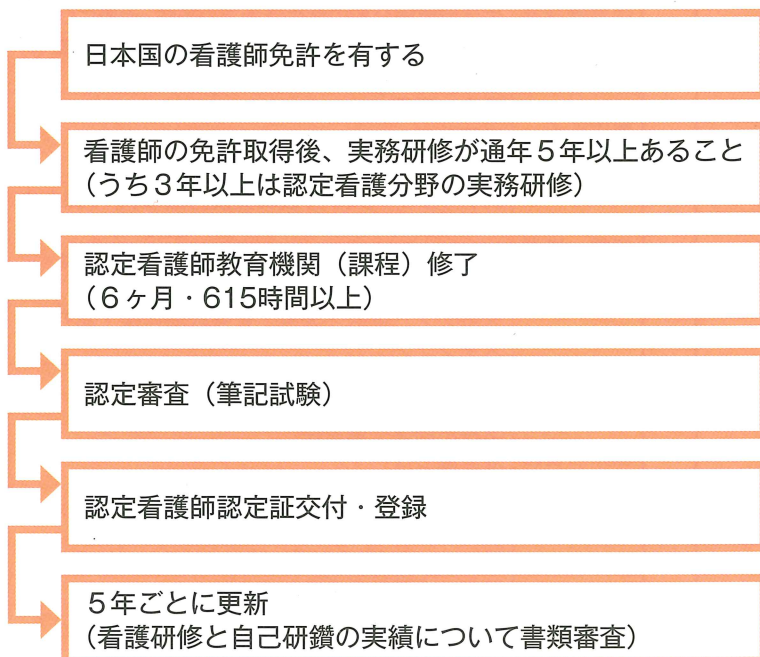 日本国の看護師免許を有する
看護師の免許取得後、実務研修が通年５年以上あること
（うち３年以上は認定看護分野の実務研修）
認定看護師教育機関（課程）修了
（６ヶ月・615時間以上）
認定審査（筆記試験）
認定看護師認定証交付・登録
５年ごとに更新
（看護研修と自己研鑽の実績について書類審査）